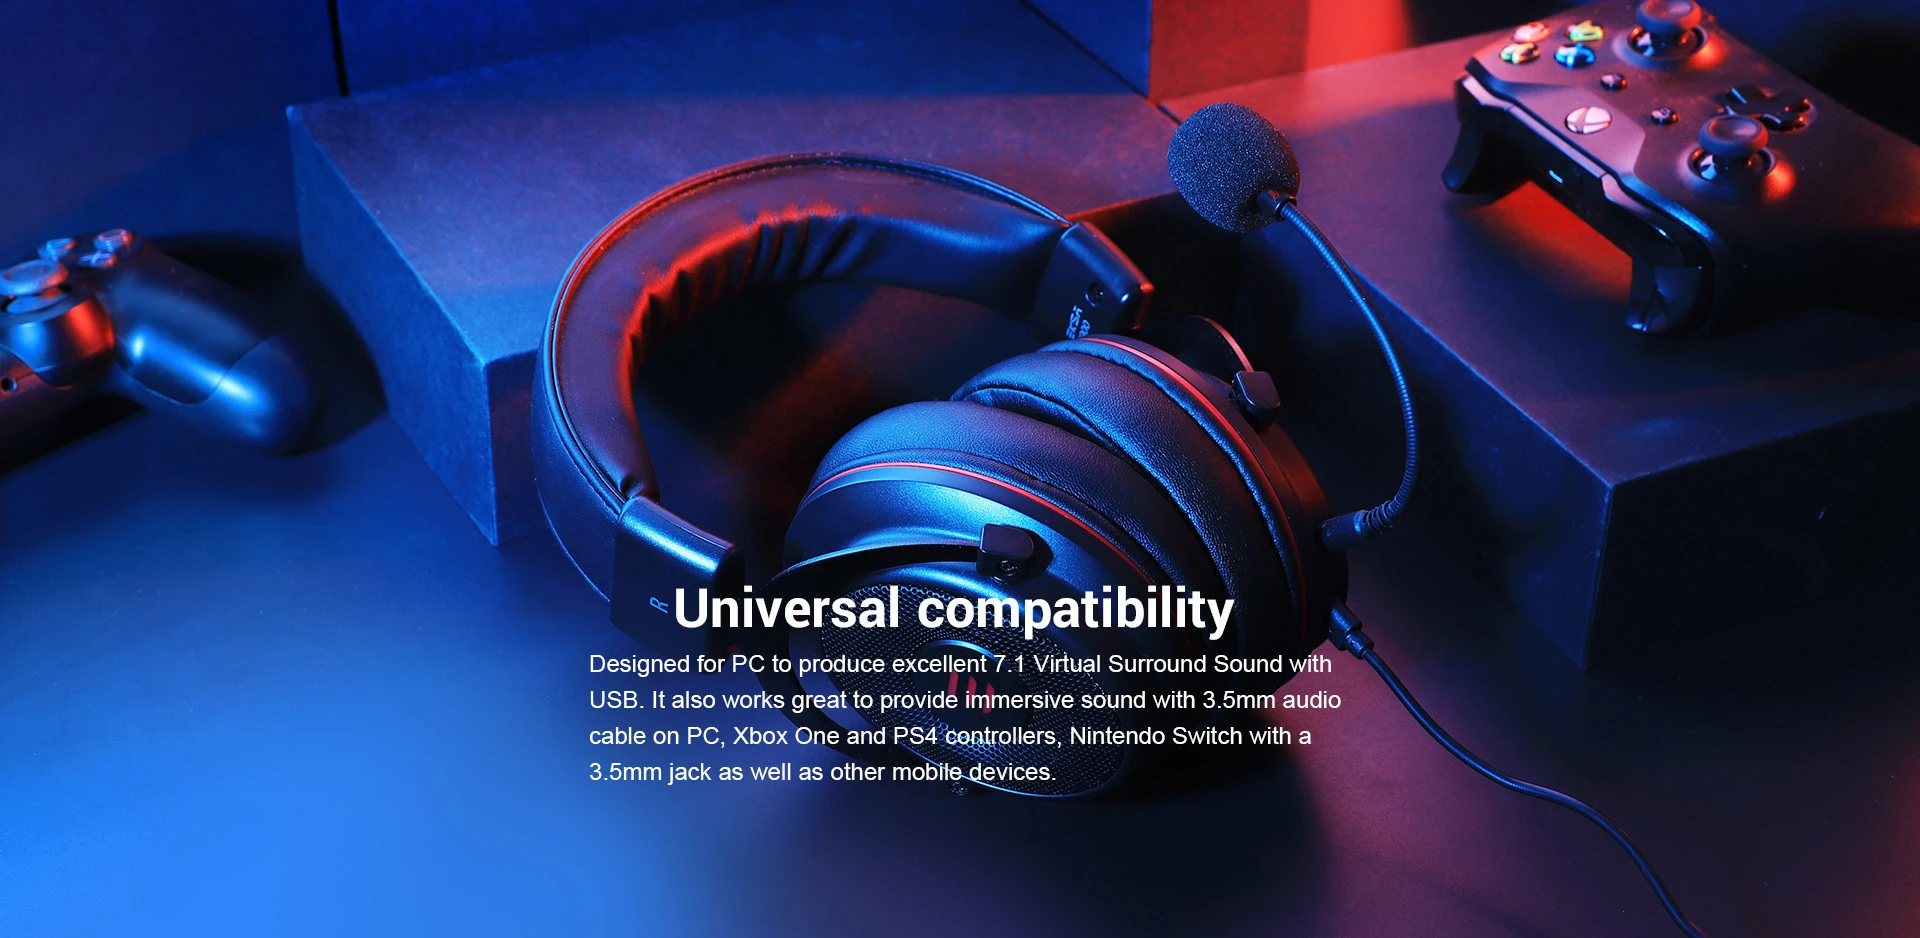 EKSA
R
Universal compatibility
Designed for PC to produce excellent 7.1 Virtual Surround Sound with
USB. It also works great to provide immersive sound with 3.5mm audio
cable on PC, Xbox One and PS4 controllers, Nintendo Switch with a
3.5mm jack as well as other mobile devices.